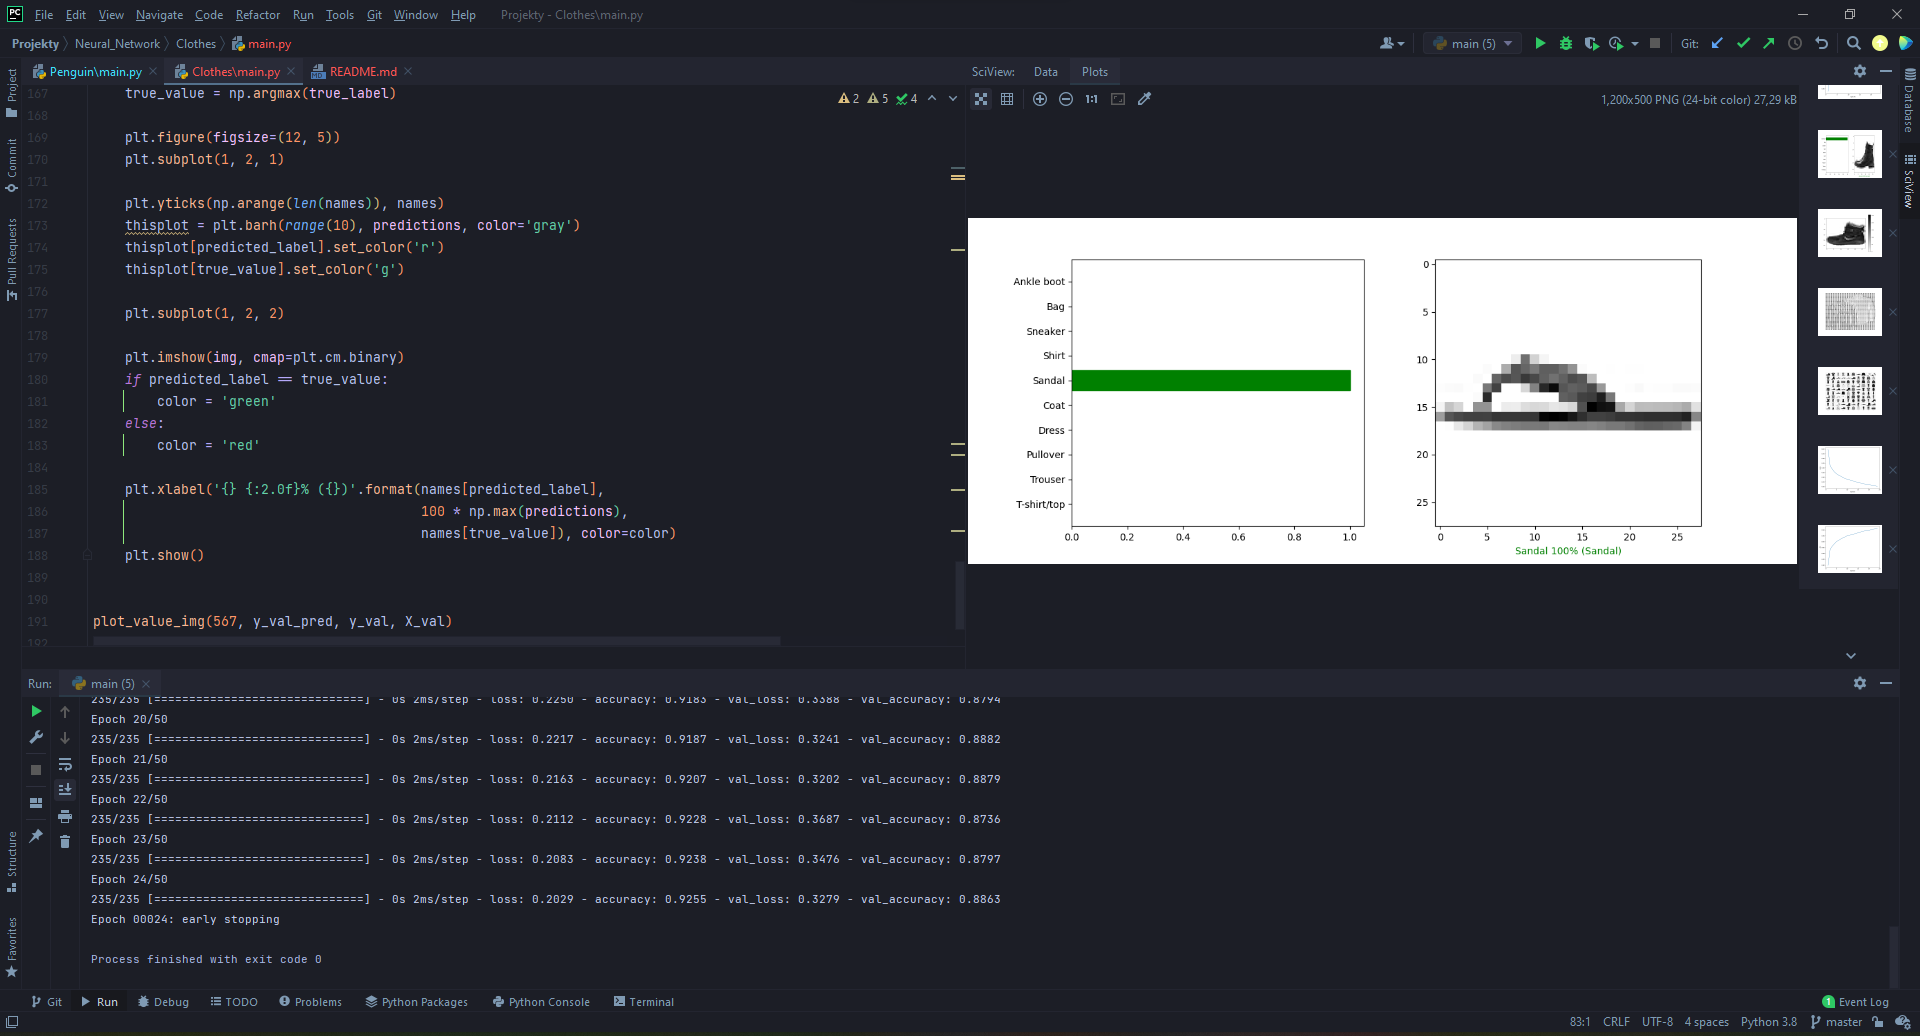 PC File Edit View Navigate Code Refactor Run Tools Git Window Help Projekty - Clothes\main.py
Projekty Neural_Network Clothes main.py
main (5)
Git:
Penguin\main.py
Clothes\main.py
README.md
SciView: Data Plots
Project
Commit
Pull Requests
Structure
Favorites
Database
SciView
2 5 4
1:1
1,200x500 PNG (24-bit color) 27,29 kB
167 true_value = np.argmax(true_label)
168
169 plt.figure(figsize=(12, 5))
170 plt.subplot(1, 2, 1)
171
172 plt.yticks(np.arange(len(names)), names)
173 thisplot = plt.barh(range(10), predictions, color='gray')
174 thisplot[predicted_label].set_color('r')
175 thisplot[true_value].set_color('g')
176
177 plt.subplot(1, 2, 2)
178
179 plt.imshow(img, cmap=plt.cm.binary)
180 if predicted_label == true_value:
181 color = 'green'
182 else:
183 color = 'red'
184
185 plt.xlabel('{} {:2.0f}% ({})'.format(names[predicted_label],
186 100 * np.max(predictions),
187 names[true_value]), color=color)
188 plt.show()
189
190
191 plot_value_img(567, y_val_pred, y_val, X_val)
192
Ankle boot
Bag
Sneaker
Shirt
Sandal
Coat
Dress
Pullover
Trouser
T-shirt/top
0.0 0.2 0.4 0.6 0.8 1.0
0
5
10
15
20
25
0 5 10 15 20 25
Sandal 100% (Sandal)
Run: main (5)
235/235 [==============================] - 0s 2ms/step - loss: 0.2250 - accuracy: 0.9183 - val_loss: 0.3388 - val_accuracy: 0.8794
Epoch 20/50
235/235 [==============================] - 0s 2ms/step - loss: 0.2217 - accuracy: 0.9187 - val_loss: 0.3241 - val_accuracy: 0.8882
Epoch 21/50
235/235 [==============================] - 0s 2ms/step - loss: 0.2163 - accuracy: 0.9207 - val_loss: 0.3202 - val_accuracy: 0.8879
Epoch 22/50
235/235 [==============================] - 0s 2ms/step - loss: 0.2112 - accuracy: 0.9228 - val_loss: 0.3687 - val_accuracy: 0.8736
Epoch 23/50
235/235 [==============================] - 0s 2ms/step - loss: 0.2083 - accuracy: 0.9238 - val_loss: 0.3476 - val_accuracy: 0.8797
Epoch 24/50
235/235 [==============================] - 0s 2ms/step - loss: 0.2029 - accuracy: 0.9255 - val_loss: 0.3279 - val_accuracy: 0.8863
Epoch 00024: early stopping
Process finished with exit code 0
Git Run Debug TODO Problems Python Packages Python Console Terminal 1 Event Log
83:1 CRLF UTF-8 4 spaces Python 3.8 master